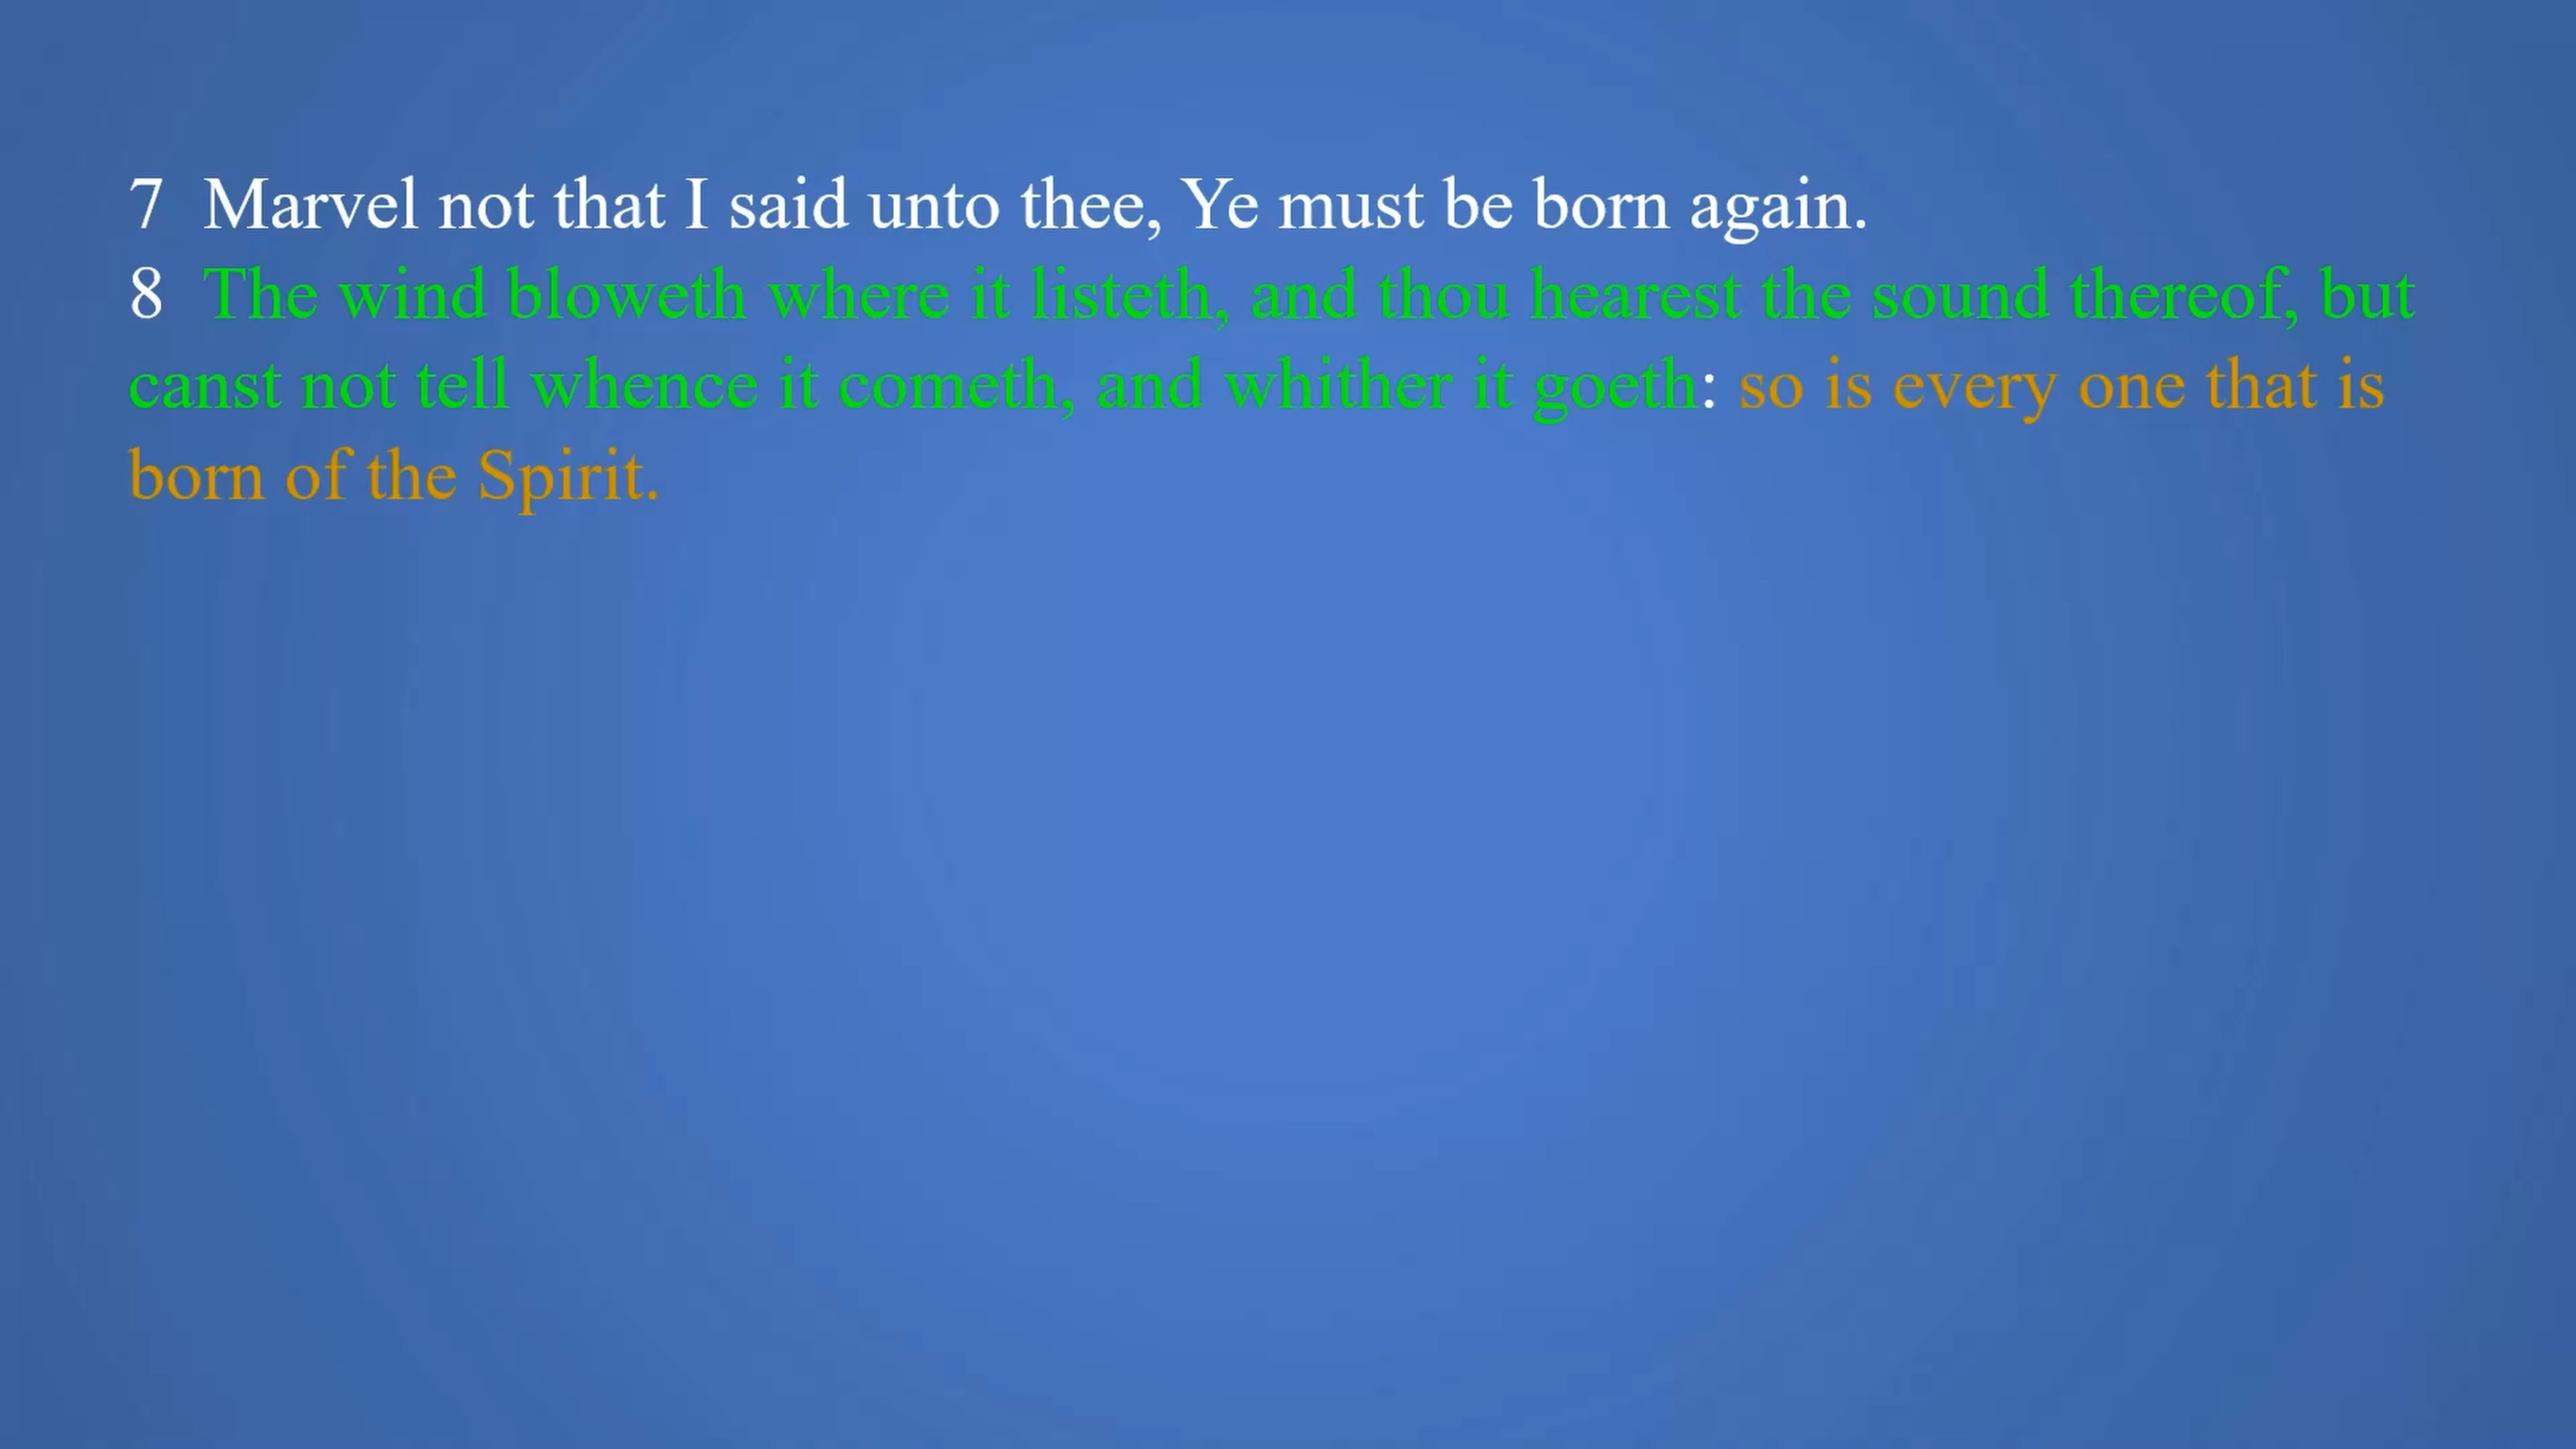 7 Marvel not that I said unto thee, Ye must be born again.
8 The wind bloweth where it listeth, and thou hearest the sound thereof, but
canst not tell whence it cometh, and whither it goeth: so is every one that is
born of the Spirit.